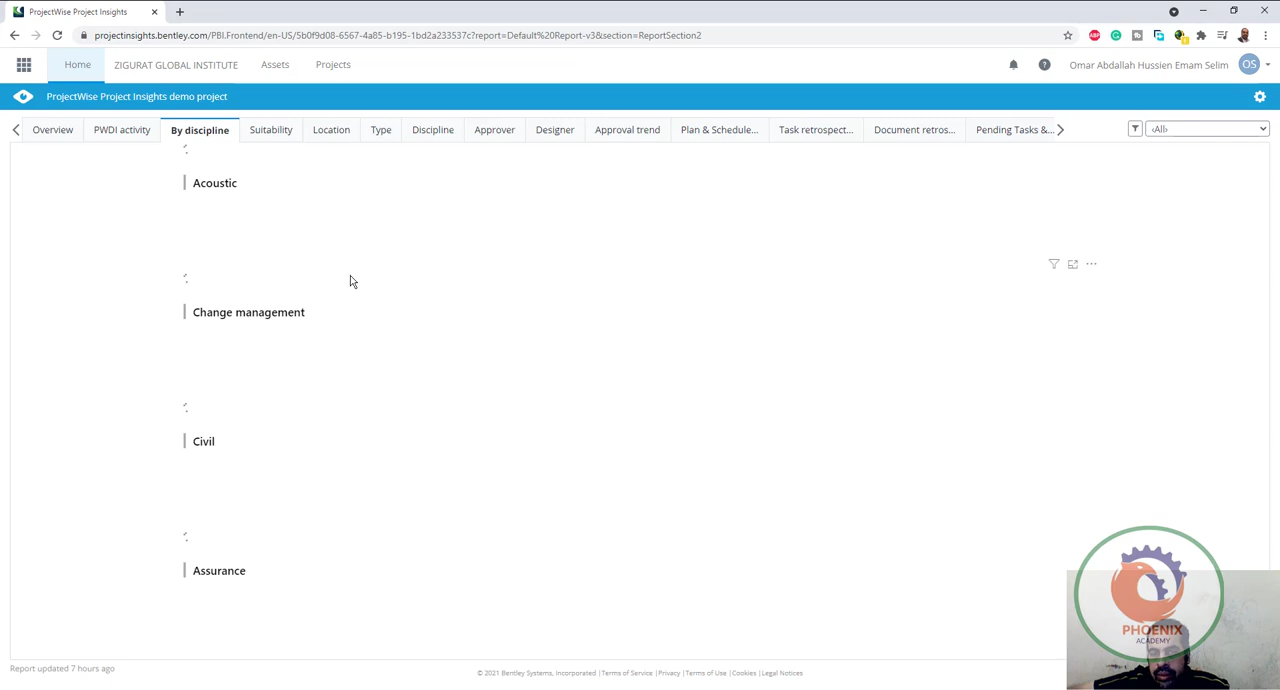 ProjectWise Project Insights
projectinsights.bentley.com/PBI.Frontend/en-US/5b0f9d08-6567-4a85-b195-1bd2a233537c?report=Default%20Report-v3&section=ReportSection2
Home ZIGURAT GLOBAL INSTITUTE Assets Projects Omar Abdallah Hussien Emam Selim OS
ProjectWise Project Insights demo project
Overview PWDI activity By discipline Suitability Location Type Discipline Approver Designer Approval trend Plan & Schedule... Task retrospect... Document retros... Pending Tasks &... ‹All›
Acoustic
Change management
Civil
Assurance
PHOENIX
ACADEMY
Report updated 7 hours ago
© 2021 Bentley Systems, Incorporated |Terms of Service |Privacy |Terms of Use |Cookies |Legal Notices